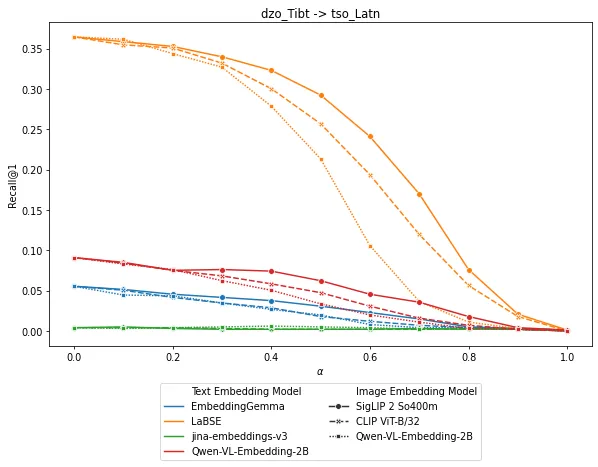 dzo_Tibt -> tso_Latn
Recall@1
0.35
0.30
0.25
0.20
0.15
0.10
0.05
0.00
0.0 0.2 0.4 0.6 0.8 1.0
α
Text Embedding Model
EmbeddingGemma
LaBSE
jina-embeddings-v3
Qwen-VL-Embedding-2B
Image Embedding Model
SigLIP 2 So400m
CLIP ViT-B/32
Qwen-VL-Embedding-2B